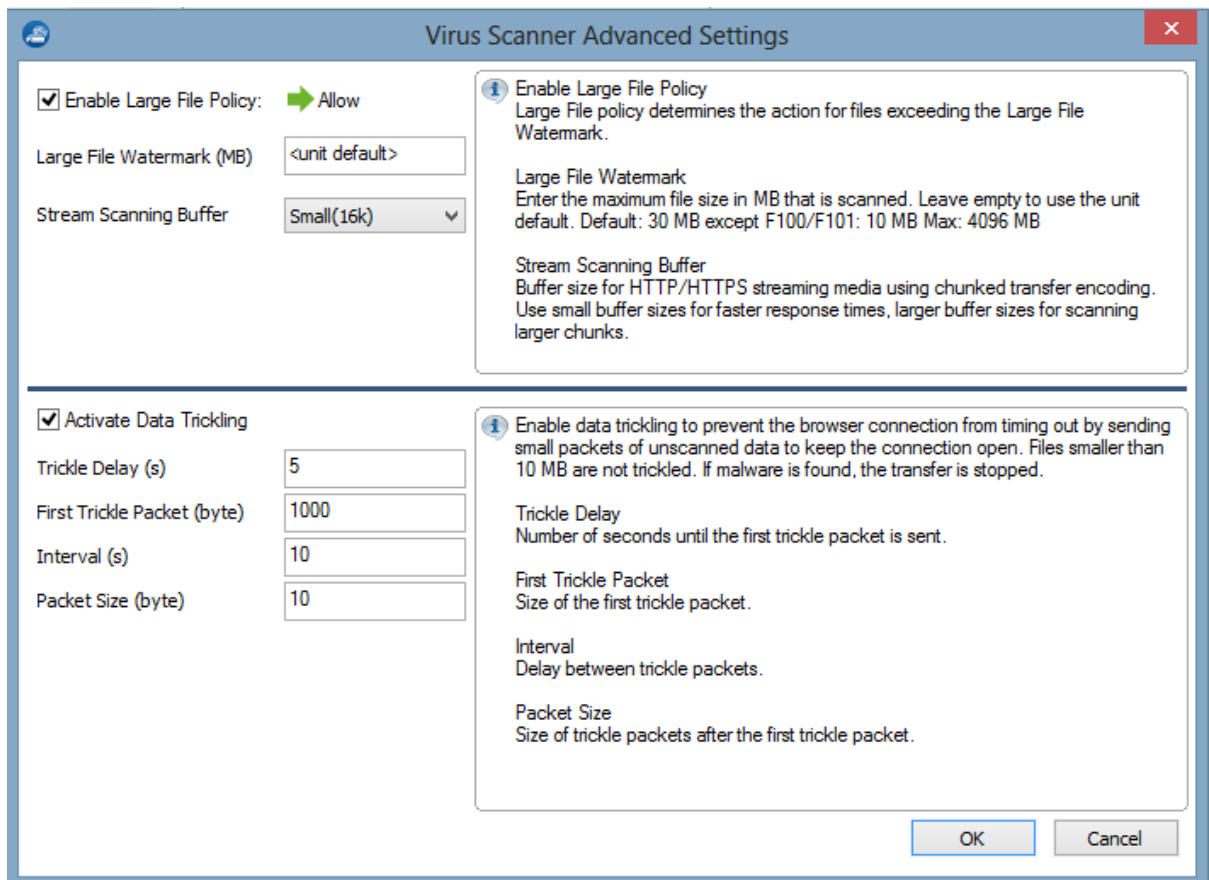 Virus Scanner Advanced Settings
Enable Large File Policy:
Allow
Large File Watermark (MB)
<unit default>
Stream Scanning Buffer
Small(16k)
Enable Large File Policy
Large File policy determines the action for files exceeding the Large File
Watermark.
Large File Watermark
Enter the maximum file size in MB that is scanned. Leave empty to use the unit
default. Default: 30 MB except F100/F101: 10 MB Max: 4096 MB
Stream Scanning Buffer
Buffer size for HTTP/HTTPS streaming media using chunked transfer encoding.
Use small buffer sizes for faster response times, larger buffer sizes for scanning
larger chunks.
Activate Data Trickling
Trickle Delay (s)
5
First Trickle Packet (byte)
1000
Interval (s)
10
Packet Size (byte)
10
Enable data trickling to prevent the browser connection from timing out by sending
small packets of unscanned data to keep the connection open. Files smaller than
10 MB are not trickled. If malware is found, the transfer is stopped.
Trickle Delay
Number of seconds until the first trickle packet is sent.
First Trickle Packet
Size of the first trickle packet.
Interval
Delay between trickle packets.
Packet Size
Size of trickle packets after the first trickle packet.
OK
Cancel